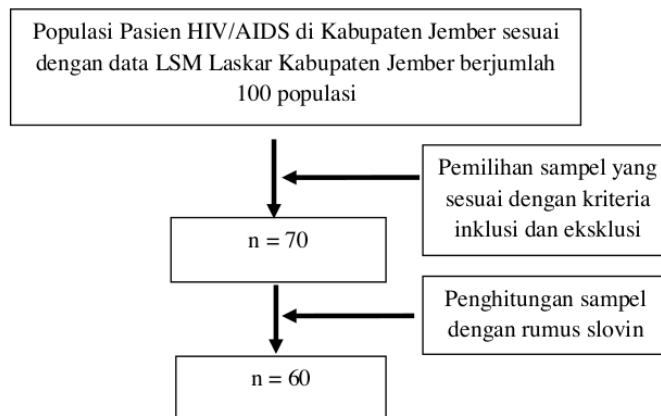 Populasi Pasien HIV/AIDS di Kabupaten Jember sesuai
dengan data LSM Laskar Kabupaten Jember berjumlah
100 populasi
Pemilihan sampel yang
sesuai dengan kriteria
inklusi dan eksklusi
n = 70
Penghitungan sampel
dengan rumus slovin
n = 60